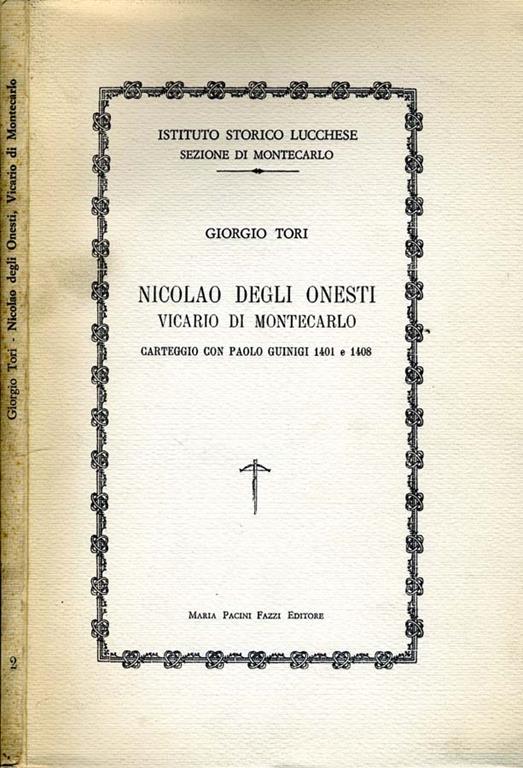 ISTITUTO STORICO LUCCHESE
SEZIONE DI MONTECARLO
GIORGIO TORI
NICOLAO DEGLI ONESTI
VICARIO DI MONTECARLO
CARTEGGIO CON PAOLO GUINIGI 1401 e 1408
MARIA PACINI FAZZI EDITORE
Giorgio Tori - Nicolao degli Onesti, Vicario di Montecarlo
2